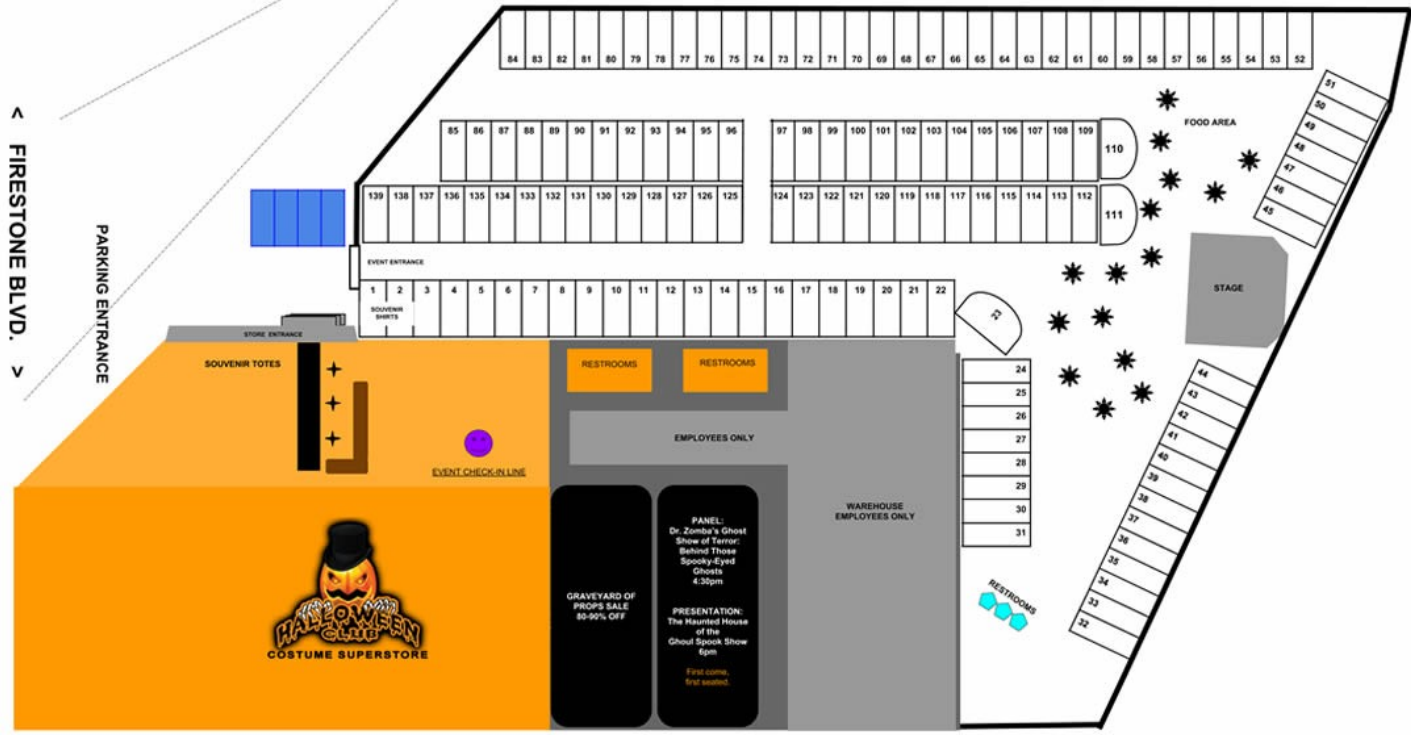 84 83 82 81 80 79 78 77 76 75 74 73 72 71 70 69 68 67 66 65 64 63 62 61 60 59 58 57 56 55 54 53 52
51
50
49
48
47
46
45
FOOD AREA
85 86 87 88 89 90 91 92 93 94 95 96 97 98 99 100 101 102 103 104 105 106 107 108 109 110
139 138 137 136 135 134 133 132 131 130 129 128 127 126 125 124 123 122 121 120 119 118 117 116 115 114 113 112 111
< FIRESTONE BLVD. >
PARKING ENTRANCE
EVENT ENTRANCE
1 2 3 4 5 6 7 8 9 10 11 12 13 14 15 16 17 18 19 20 21 22 23
SOUVENIR
SHIRTS
STAGE
STORE ENTRANCE
SOUVENIR TOTES
RESTROOMS
RESTROOMS
24
25
26
27
28
29
30
31
44
43
42
41
40
39
38
37
36
35
34
33
32
EMPLOYEES ONLY
EVENT CHECK-IN LINE
WAREHOUSE
EMPLOYEES ONLY
HALLOWEEN
CLUB
COSTUME SUPERSTORE
GRAVEYARD OF
PROPS SALE
80-90% OFF
PANEL:
Dr. Zomba's Ghost
Show of Terror:
Behind Those
Spooky-Eyed
Ghosts
4:30pm
PRESENTATION:
The Haunted House
of the
Ghoul Spook Show
6pm
First come,
first seated.
RESTROOMS